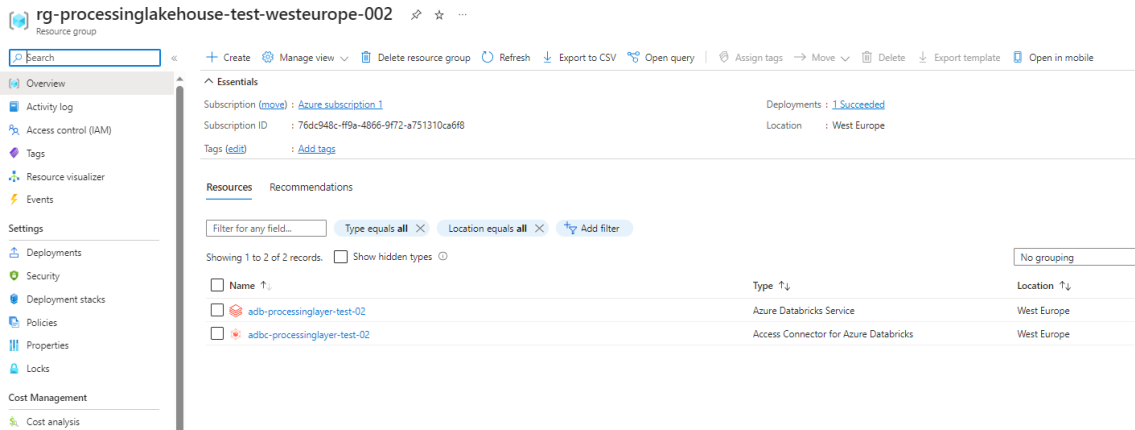 rg-processinglakehouse-test-westeurope-002
Resource group
Search
Overview
Activity log
Access control (IAM)
Tags
Resource visualizer
Events
Settings
Deployments
Security
Deployment stacks
Policies
Properties
Locks
Cost Management
Cost analysis
Create Manage view Delete resource group Refresh Export to CSV Open query Assign tags Move Delete Export template Open in mobile
Essentials
Subscription (move) : Azure subscription 1
Deployments : 1 Succeeded
Subscription ID : 76dc948c-ff9a-4866-9f72-a751310ca6f8
Location : West Europe
Tags (edit) : Add tags
Resources Recommendations
Filter for any field... Type equals all Location equals all Add filter
Showing 1 to 2 of 2 records. Show hidden types No grouping
Name Type Location
adb-processinglayer-test-02 Azure Databricks Service West Europe
adbc-processinglayer-test-02 Access Connector for Azure Databricks West Europe